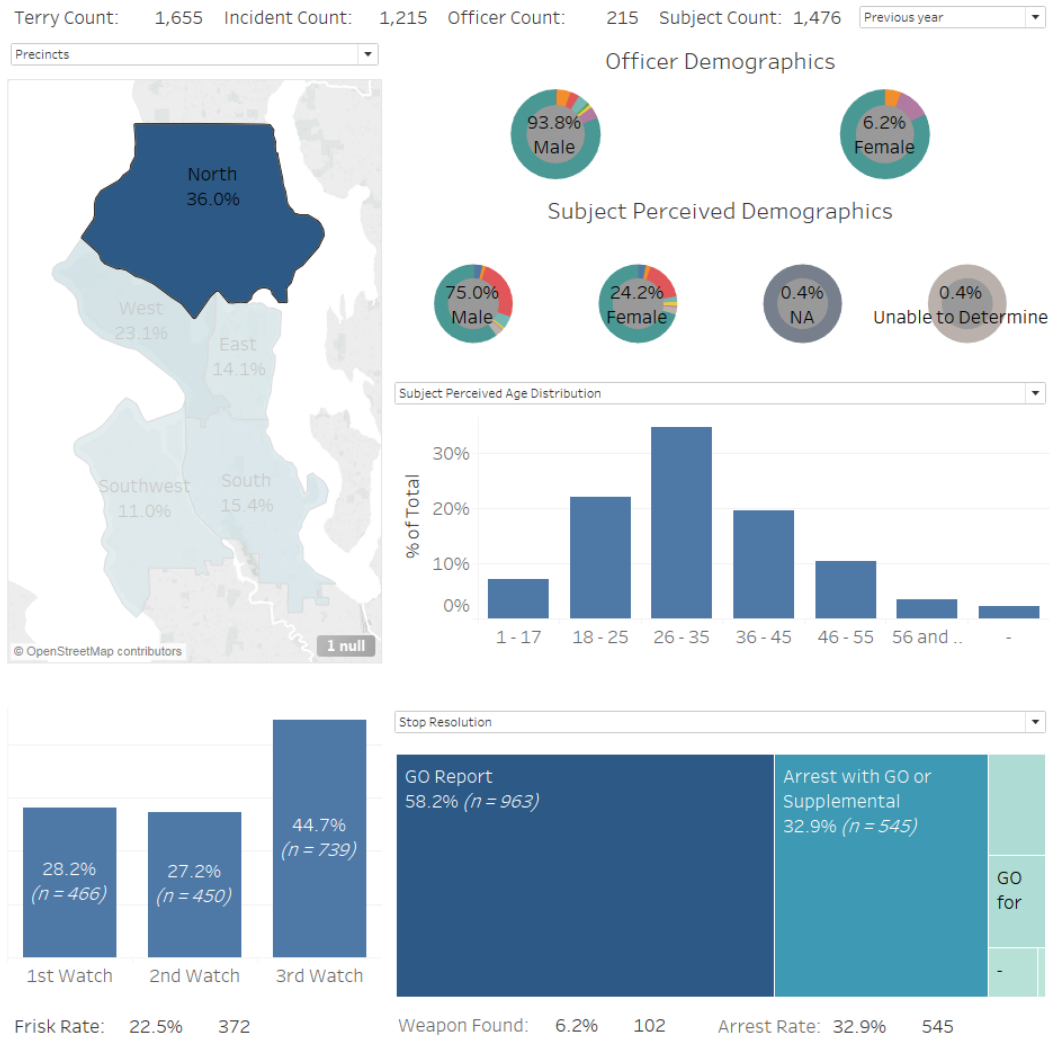 Terry Count: 1,655 Incident Count: 1,215 Officer Count: 215 Subject Count: 1,476 Previous year
Precincts
Officer Demographics
93.8%
Male
6.2%
Female
North
36.0%
Subject Perceived Demographics
75.0%
Male
24.2%
Female
0.4%
NA
0.4%
Unable to Determine
West
23.1%
East
14.1%
Southwest
11.0%
South
15.4%
© OpenStreetMap contributors
1 null
Subject Perceived Age Distribution
% of Total
30%
20%
10%
0%
1 - 17 18 - 25 26 - 35 36 - 45 46 - 55 56 and .. -
28.2%
(n = 466)
27.2%
(n = 450)
44.7%
(n = 739)
1st Watch 2nd Watch 3rd Watch
Stop Resolution
GO Report
58.2% (n = 963)
Arrest with GO or
Supplemental
32.9% (n = 545)
GO
for
-
Frisk Rate: 22.5% 372
Weapon Found: 6.2% 102 Arrest Rate: 32.9% 545